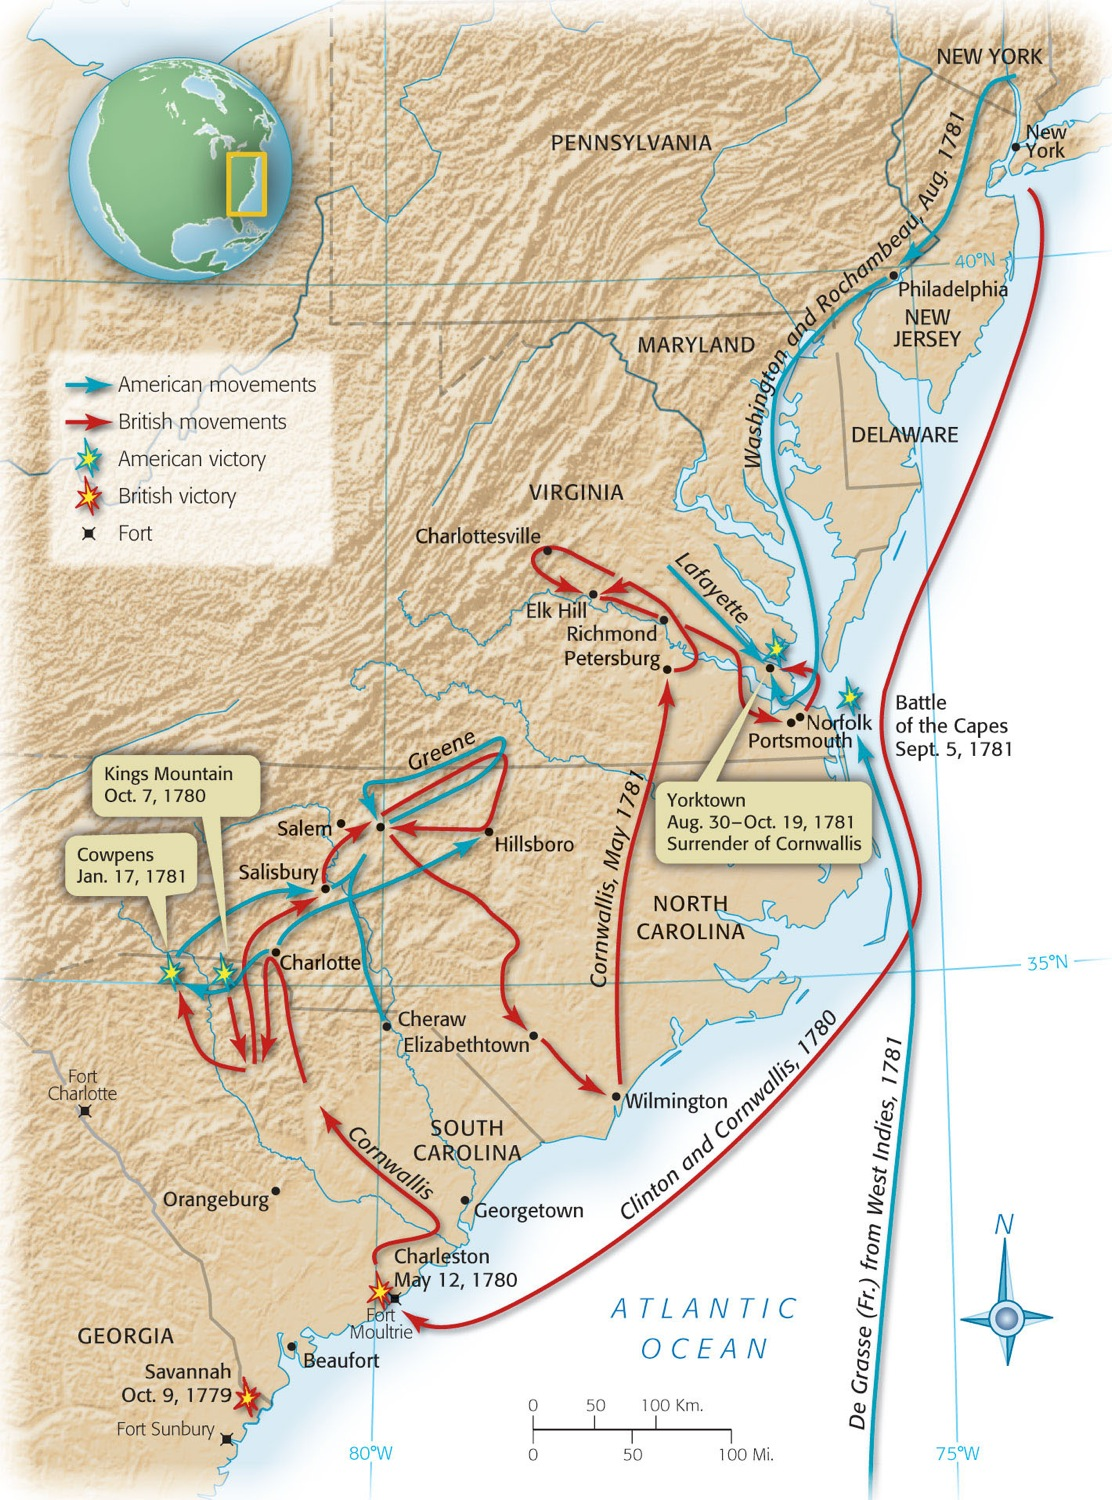 NEW YORK
New
York
PENNSYLVANIA
Washington and Rochambeau, Aug. 1781
40°N
Philadelphia
NEW
JERSEY
MARYLAND
American movements
British movements
American victory
British victory
Fort
DELAWARE
VIRGINIA
Charlottesville
Lafayette
Elk Hill
Richmond
Petersburg
Norfolk
Portsmouth
Battle
of the Capes
Sept. 5, 1781
Greene
Kings Mountain
Oct. 7, 1780
Yorktown
Aug. 30–Oct. 19, 1781
Surrender of Cornwallis
Salem
Hillsboro
Cowpens
Jan. 17, 1781
Salisbury
Cornwallis, May 1781
NORTH
CAROLINA
Charlotte
35°N
Cheraw
Elizabethtown
Fort
Charlotte
Wilmington
Clinton and Cornwallis, 1780
De Grasse (Fr.) from West Indies, 1781
SOUTH
CAROLINA
Cornwallis
Orangeburg
Georgetown
N
Charleston
May 12, 1780
Fort
Moultrie
ATLANTIC
OCEAN
GEORGIA
Beaufort
Savannah
Oct. 9, 1779
Fort Sunbury
0 50 100 Km.
0 50 100 Mi.
80°W
75°W